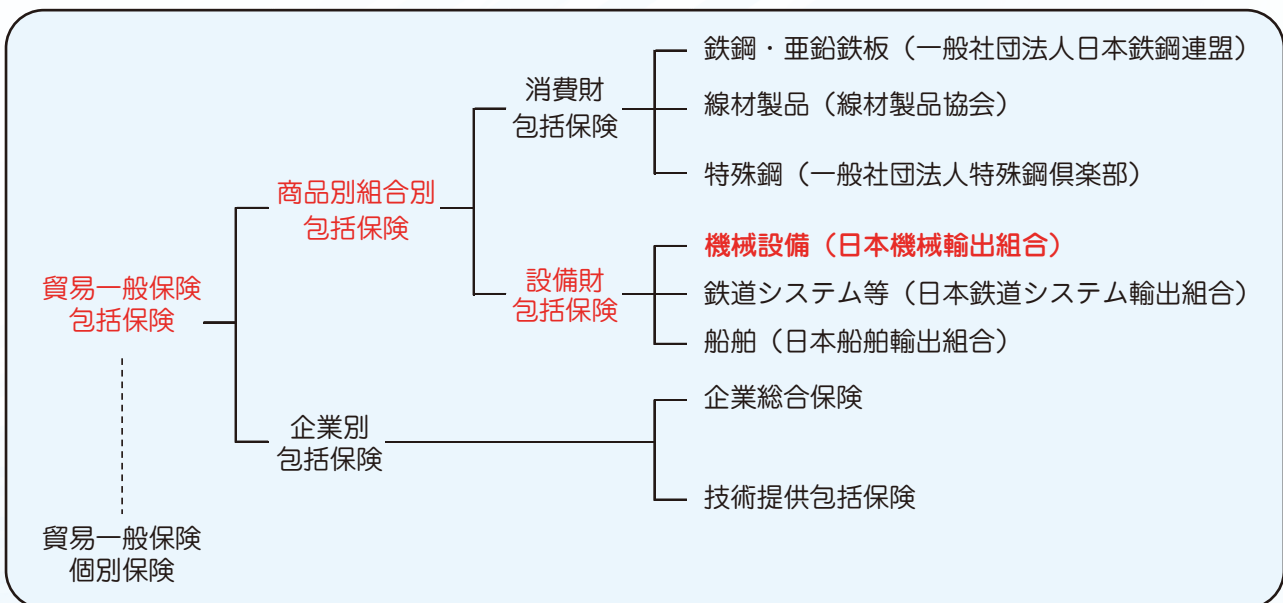 鉄鋼・亜鉛鉄板（一般社団法人日本鉄鋼連盟）
消費財
包括保険
線材製品（線材製品協会）
特殊鋼（一般社団法人特殊鋼倶楽部）
商品別組合別
包括保険
機械設備（日本機械輸出組合）
設備財
包括保険
鉄道システム等（日本鉄道システム輸出組合）
船舶（日本船舶輸出組合）
貿易一般保険
包括保険
企業総合保険
企業別
包括保険
技術提供包括保険
貿易一般保険
個別保険